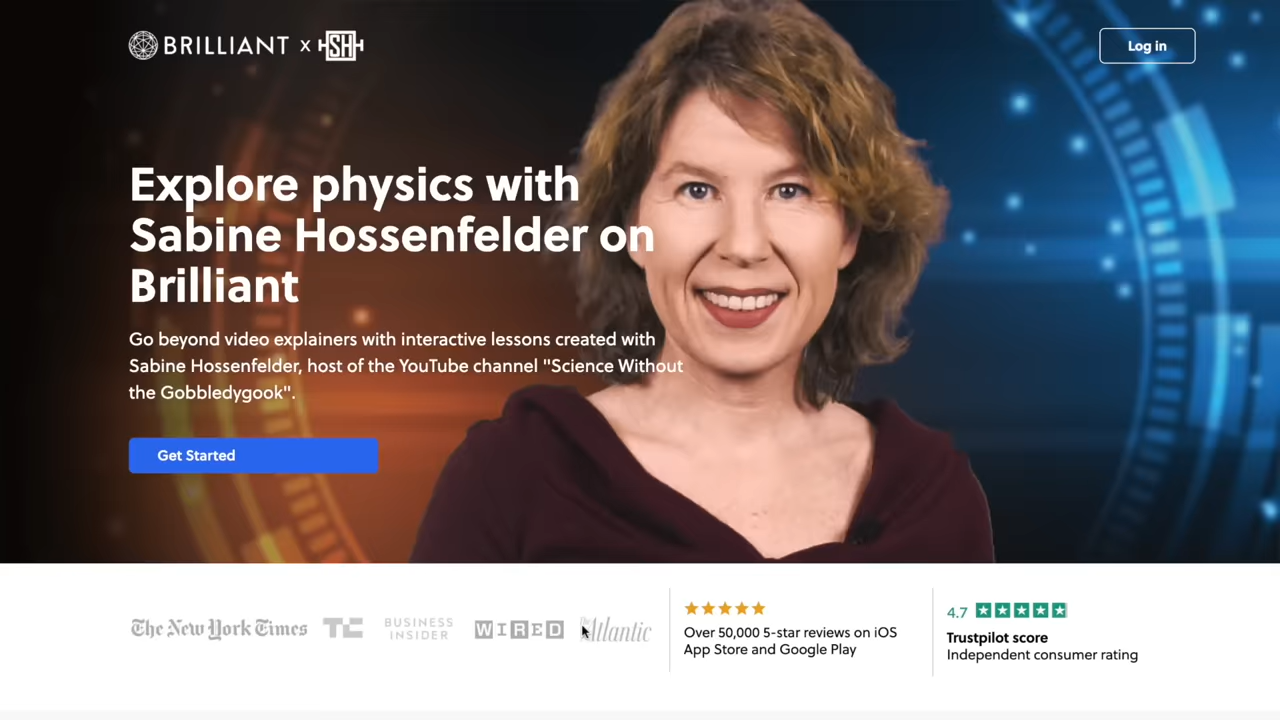 BRILLIANT x SH
Log in
Explore physics with
Sabine Hossenfelder on
Brilliant
Go beyond video explainers with interactive lessons created with
Sabine Hossenfelder, host of the YouTube channel "Science Without
the Gobbledygook".
Get Started
The New York Times
TC
BUSINESS
INSIDER
WIRED
The Atlantic
Over 50,000 5-star reviews on iOS
App Store and Google Play
4.7
Trustpilot score
Independent consumer rating